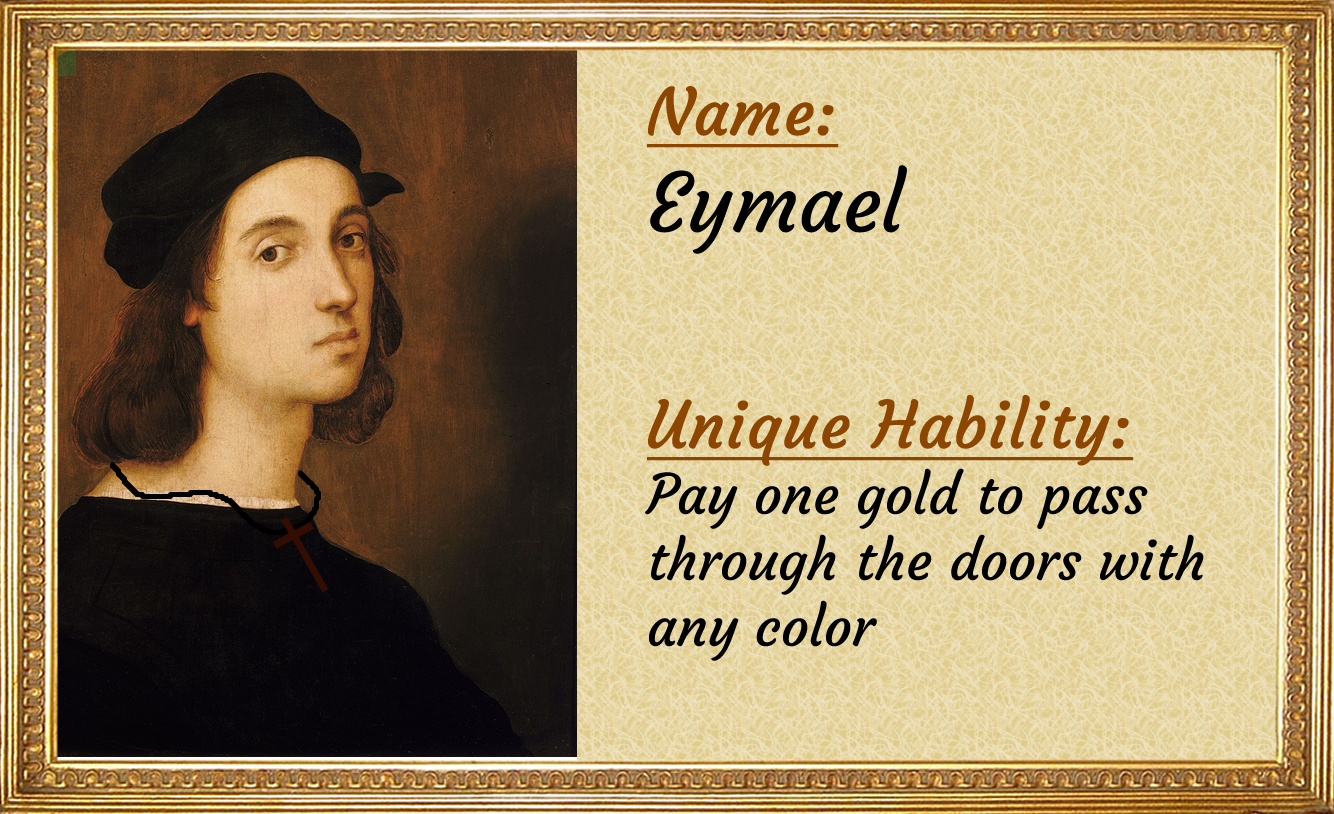 Name:
Eymael
Unique Hability:
Pay one gold to pass
through the doors with
any color